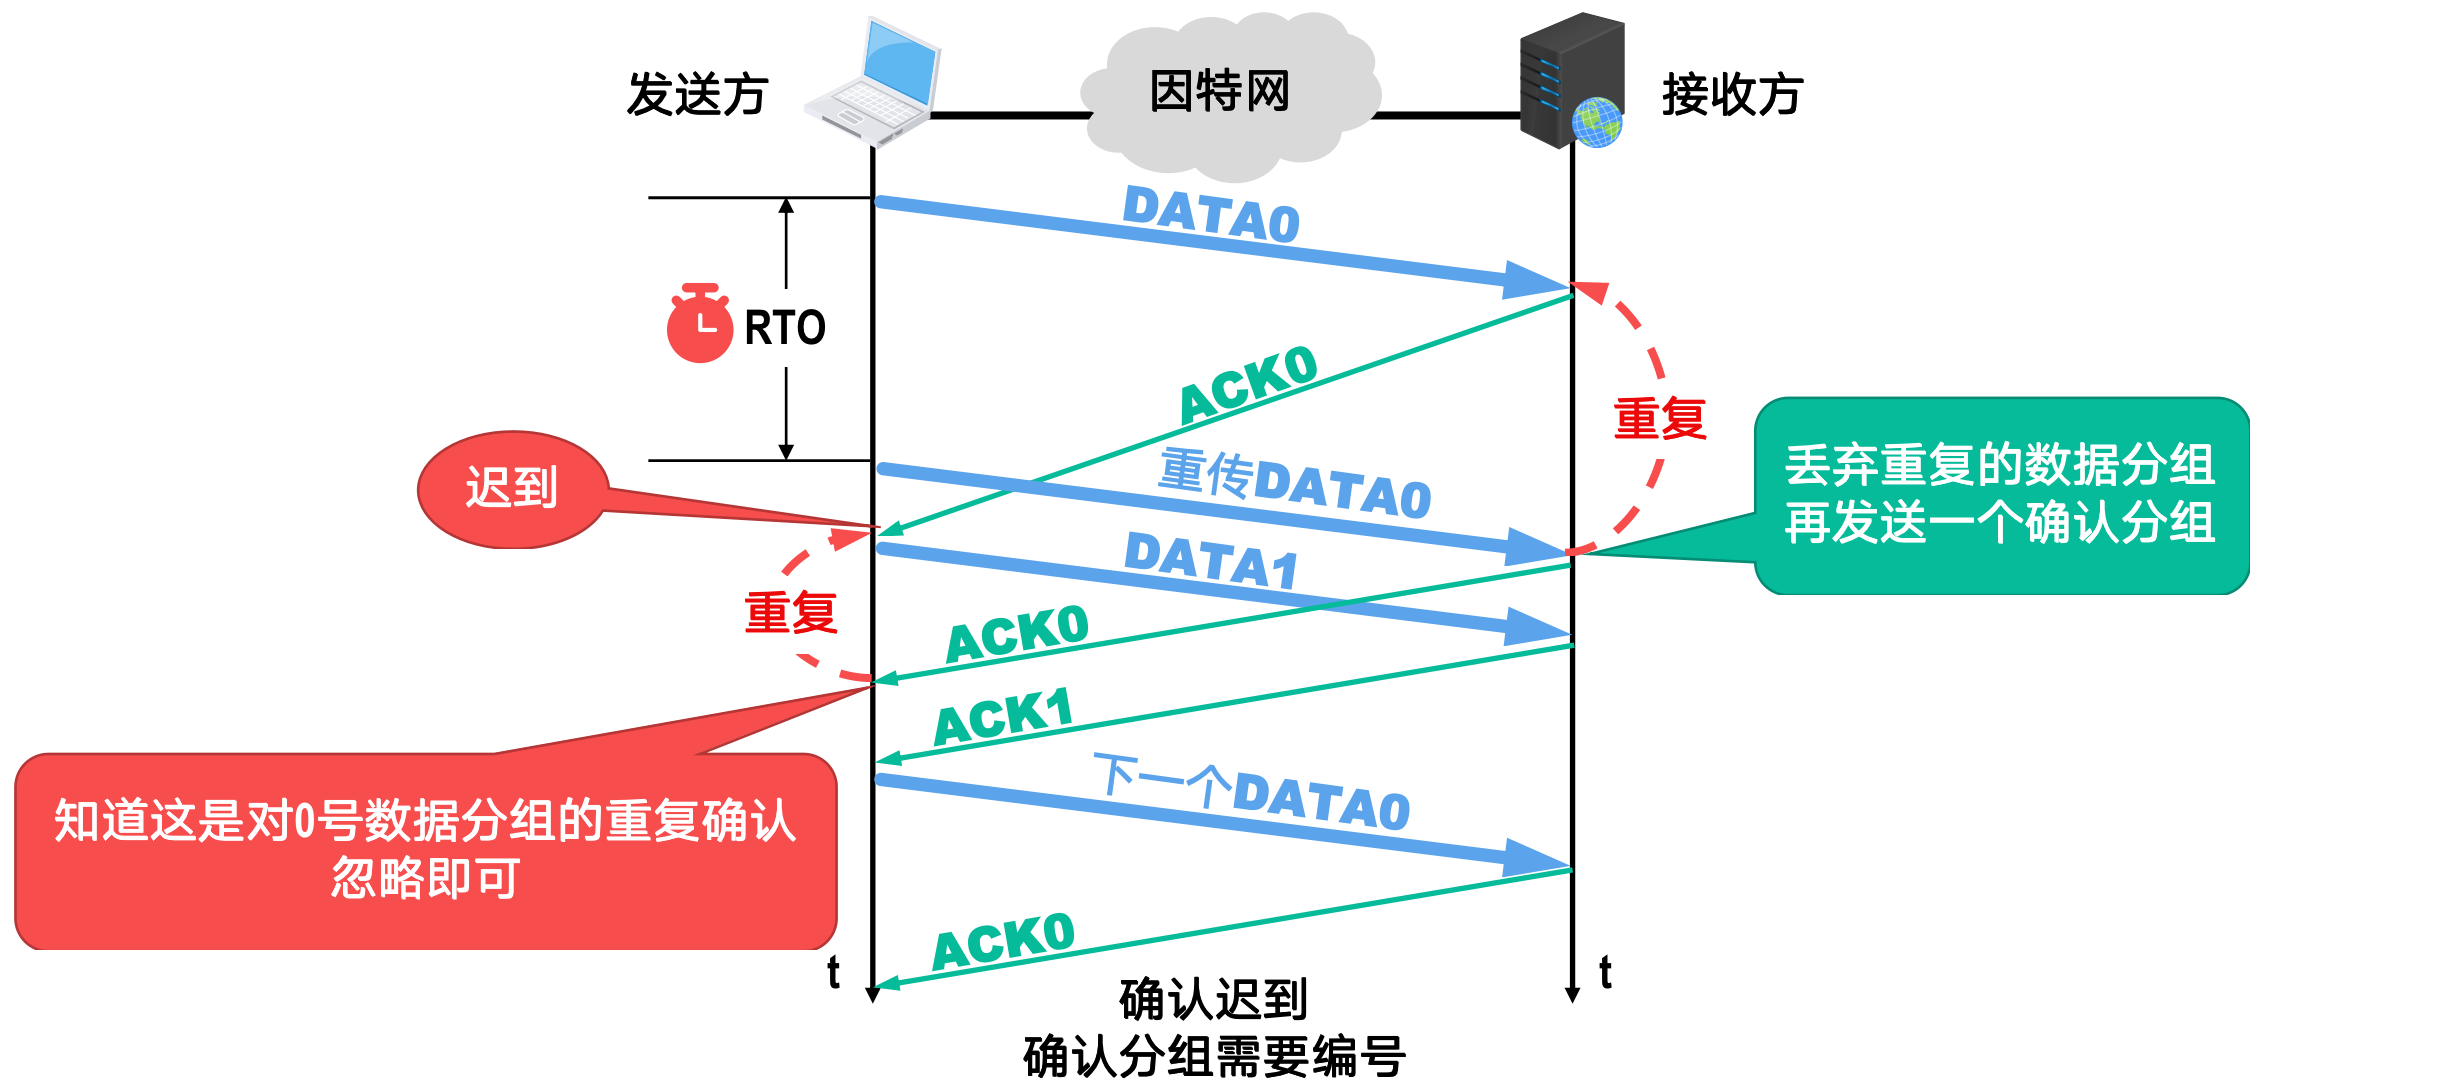 发送方
因特网
接收方
DATA0
RTO
ACK0
重复
迟到
重传DATA0
丢弃重复的数据分组
再发送一个确认分组
DATA1
重复
ACK0
ACK1
下一个DATA0
知道这是对0号数据分组的重复确认
忽略即可
ACK0
t
t
确认迟到
确认分组需要编号